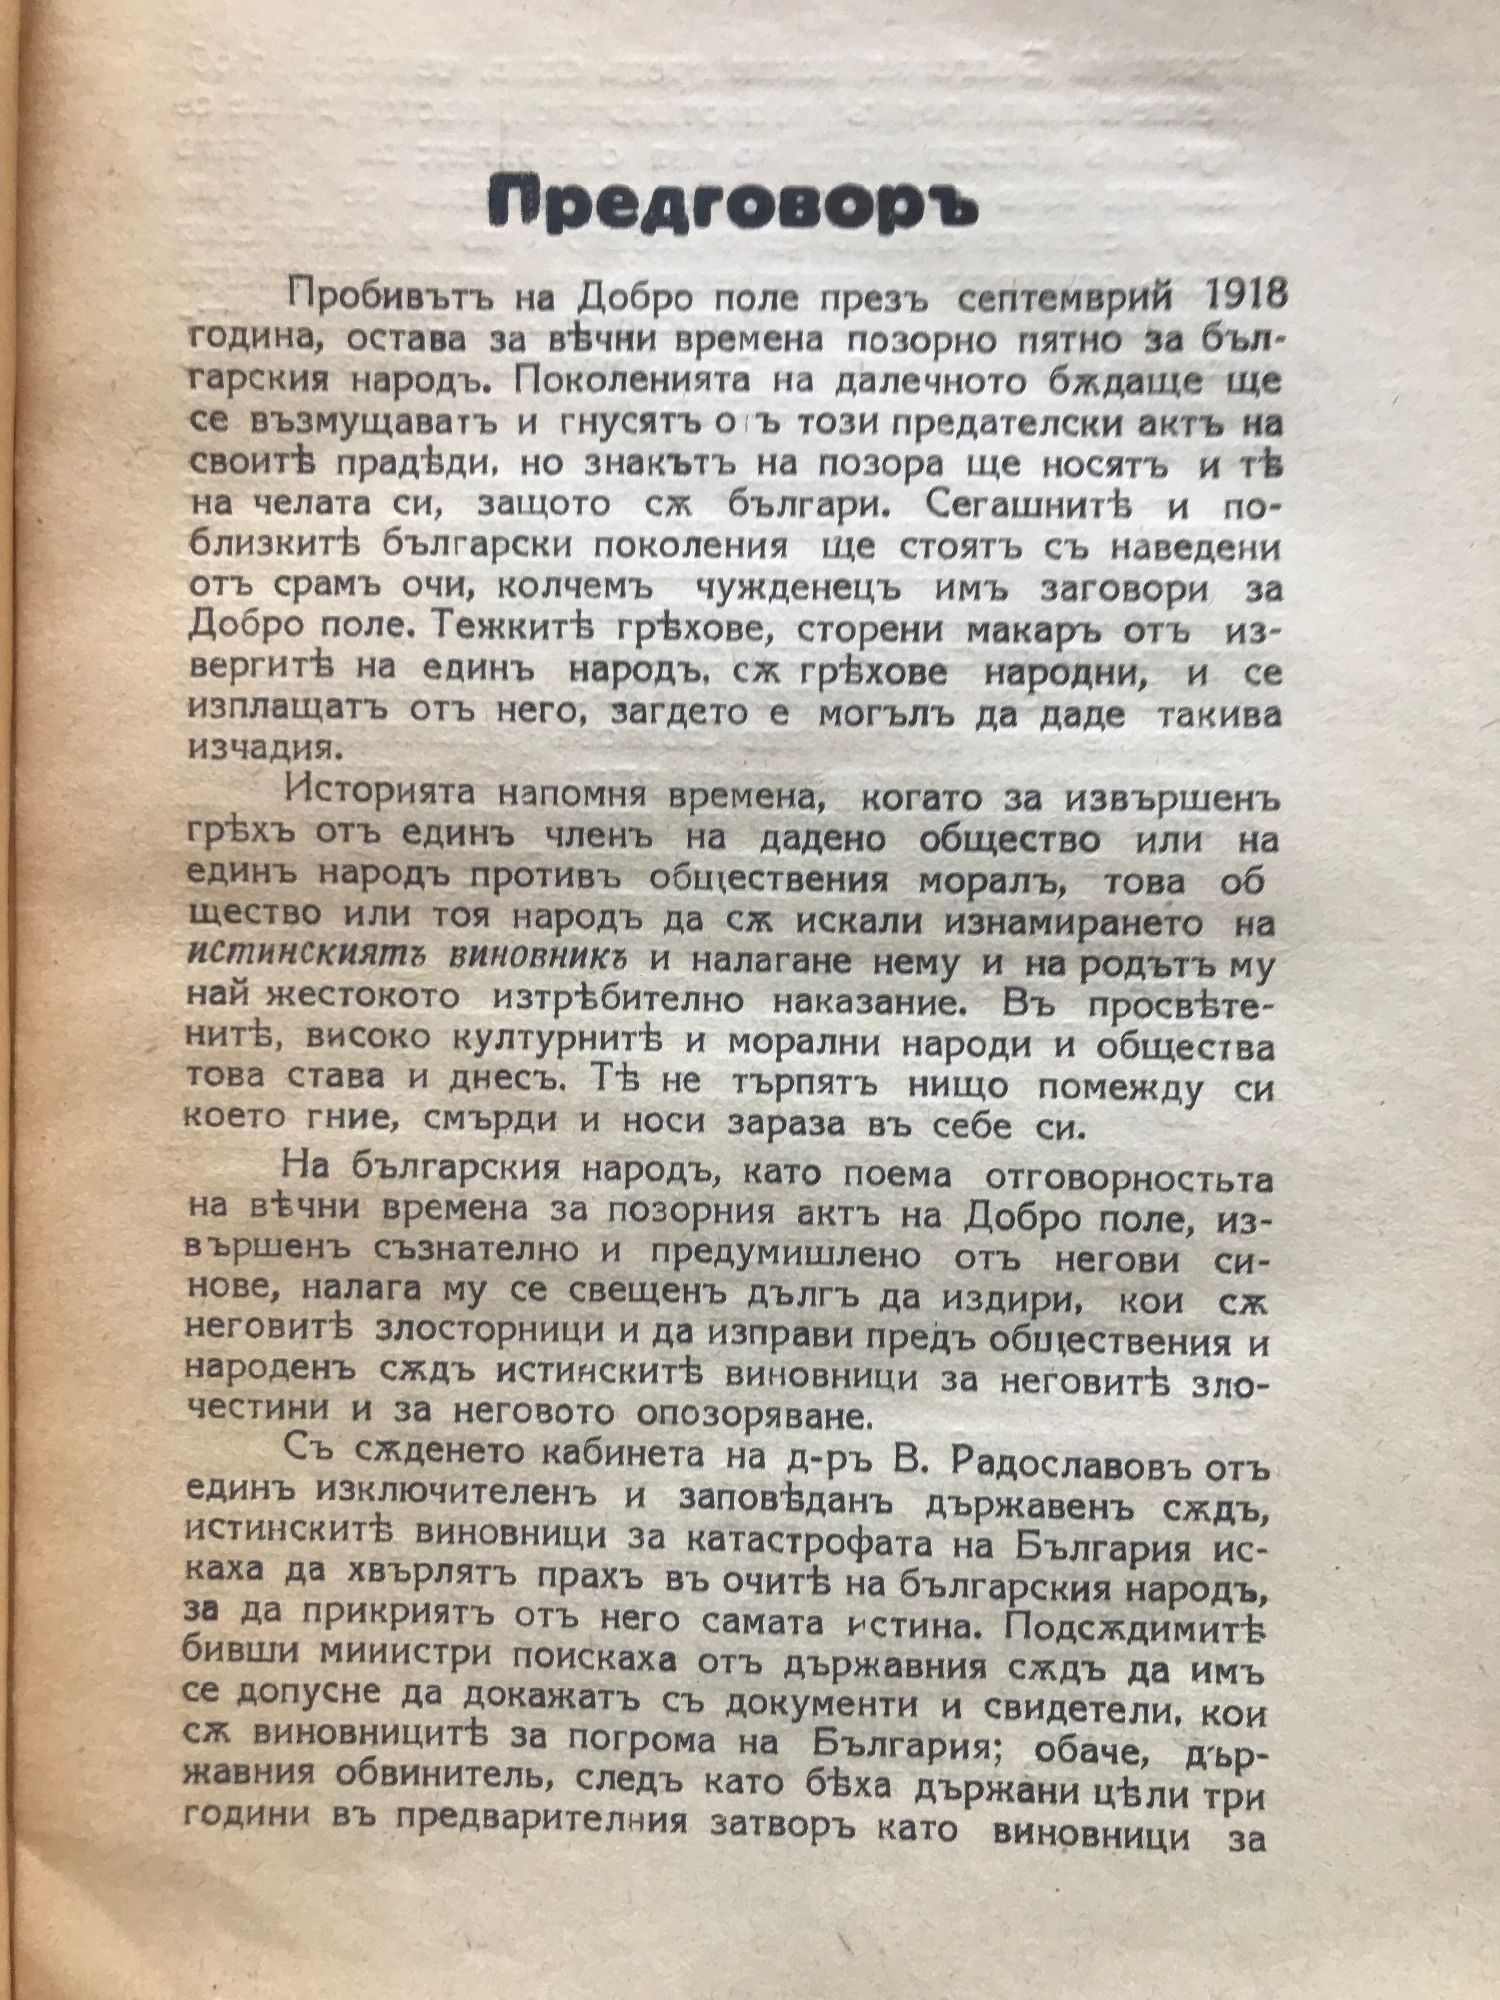 Предговоръ
Пробивътъ на Добро поле презъ септемврий 1918
година, остава за вѣчни времена позорно пятно за бъл-
гарския народъ. Поколенията на далечното бѫдаще ще
се възмущаватъ и гнусятъ отъ този предателски актъ на
своитѣ прадѣди, но знакътъ на позора ще носятъ и тѣ
на челата си, защото сѫ българи. Сегашнитѣ и по-
близкитѣ български поколения ще стоятъ съ наведени
отъ срамъ очи, колчемъ чужденецъ имъ заговори за
Добро поле. Тежкитѣ грѣхове, сторени макаръ отъ из-
вергитѣ на единъ народъ, сѫ грѣхове народни, и се
изплащатъ отъ него, загдето е могълъ да даде такива
изчадия.
Историята напомня времена, когато за извършенъ
грѣхъ отъ единъ членъ на дадено общество или на
единъ народъ противъ обществения моралъ, това об
щество или тоя народъ да сѫ искали изнамирането на
истинскиятъ виновникъ и налагане нему и на родътъ му
най жестокото изтрѣбително наказание. Въ просвѣте-
нитѣ, високо културнитѣ и морални народи и общества
това става и днесъ. Тѣ не търпятъ нищо помежду си
което гние, смърди и носи зараза въ себе си.
На българския народъ, като поема отговорностьта
на вѣчни времена за позорния актъ на Добро поле, из-
вършенъ съзнателно и предумишлено отъ негови си-
нове, налага му се свещенъ дългъ да издири, кои сѫ
неговитѣ злосторници и да изправи предъ обществения и
народенъ сѫдъ истинскитѣ виновници за неговитѣ зло-
честини и за неговото опозоряване.
Съ сѫденето кабинета на д-ръ В. Радославовъ отъ
единъ изключителенъ и заповѣданъ държавенъ сѫдъ,
истинскитѣ виновници за катастрофата на България ис-
каха да хвърлятъ прахъ въ очитѣ на българския народъ,
за да прикриятъ отъ него самата истина. Подсѫдимитѣ
бивши миниистри поискаха отъ държавния сѫдъ да имъ
се допусне да докажатъ съ документи и свидетели, кои
сѫ виновницитѣ за погрома на България; обаче, дър-
жавния обвинитель, следъ като бѣха държани цѣли три
години въ предварителния затворъ като виновници за